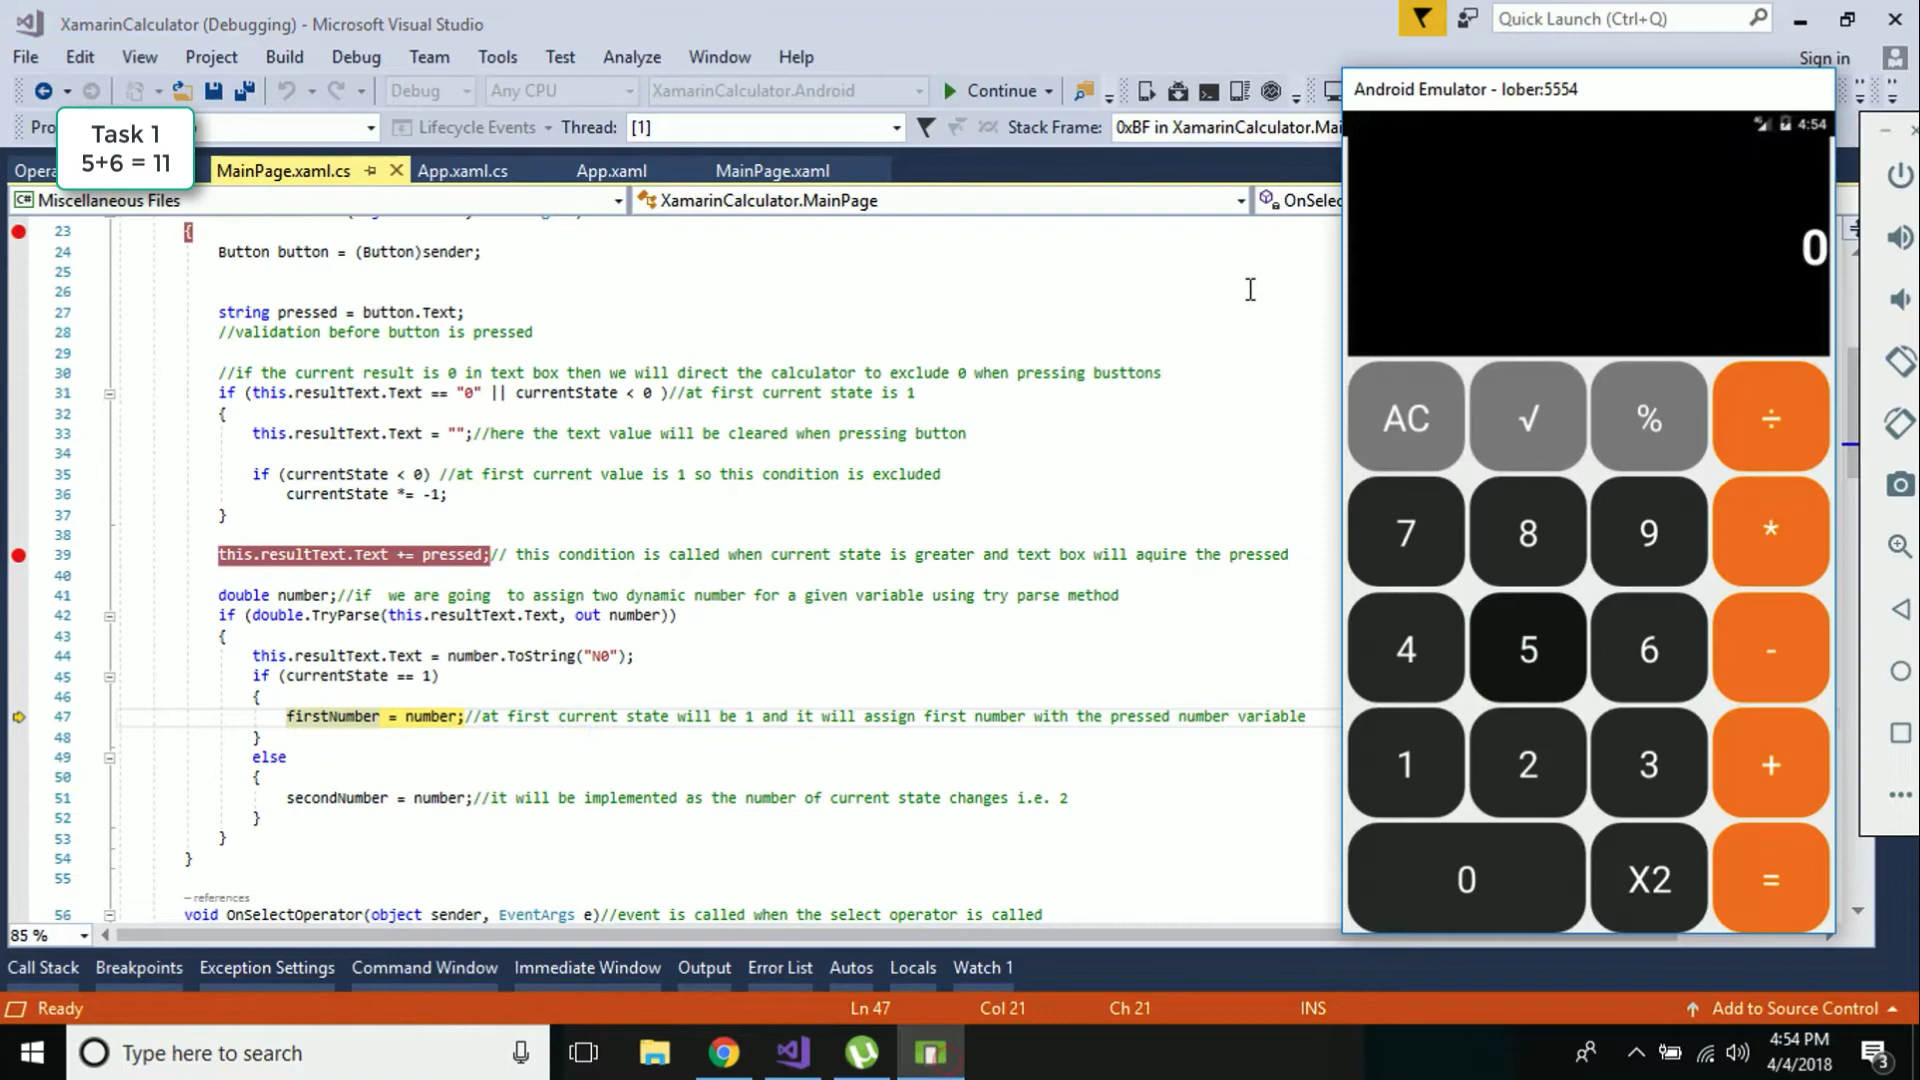 XamarinCalculator (Debugging) - Microsoft Visual Studio
Quick Launch (Ctrl+Q)
File Edit View Project Build Debug Team Tools Test Analyze Window Help
Sign in
Debug Any CPU XamarinCalculator.Android Continue
Task 1
5+6 = 11
Lifecycle Events Thread: [1] Stack Frame: 0xBF in XamarinCalculator.Mai
MainPage.xaml.cs App.xaml.cs App.xaml MainPage.xaml
Miscellaneous Files XamarinCalculator.MainPage OnSelec
23 {
24 Button button = (Button)sender;
25
26
27 string pressed = button.Text;
28 //validation before button is pressed
29
30 //if the current result is 0 in text box then we will direct the calculator to exclude 0 when pressing busttons
31 if (this.resultText.Text == "0" || currentState < 0 )//at first current state is 1
32 {
33 this.resultText.Text = "";//here the text value will be cleared when pressing button
34
35 if (currentState < 0) //at first current value is 1 so this condition is excluded
36 currentState *= -1;
37 }
38
39 this.resultText.Text += pressed;// this condition is called when current state is greater and text box will aquire the pressed
40
41 double number;//if  we are going  to assign two dynamic number for a given variable using try parse method
42 if (double.TryParse(this.resultText.Text, out number))
43 {
44 this.resultText.Text = number.ToString("N0");
45 if (currentState == 1)
46 {
47 firstNumber = number;//at first current state will be 1 and it will assign first number with the pressed number variable
48 }
49 else
50 {
51 secondNumber = number;//it will be implemented as the number of current state changes i.e. 2
52 }
53 }
54 }
55
– references
56 void OnSelectOperator(object sender, EventArgs e)//event is called when the select operator is called
85 %
Android Emulator - lober:5554
4:54
0
AC √ % ÷
7 8 9 *
4 5 6 -
1 2 3 +
0 X2 =
Call Stack Breakpoints Exception Settings Command Window Immediate Window Output Error List Autos Locals Watch 1
Ready Ln 47 Col 21 Ch 21 INS Add to Source Control
Type here to search
4:54 PM
4/4/2018
3